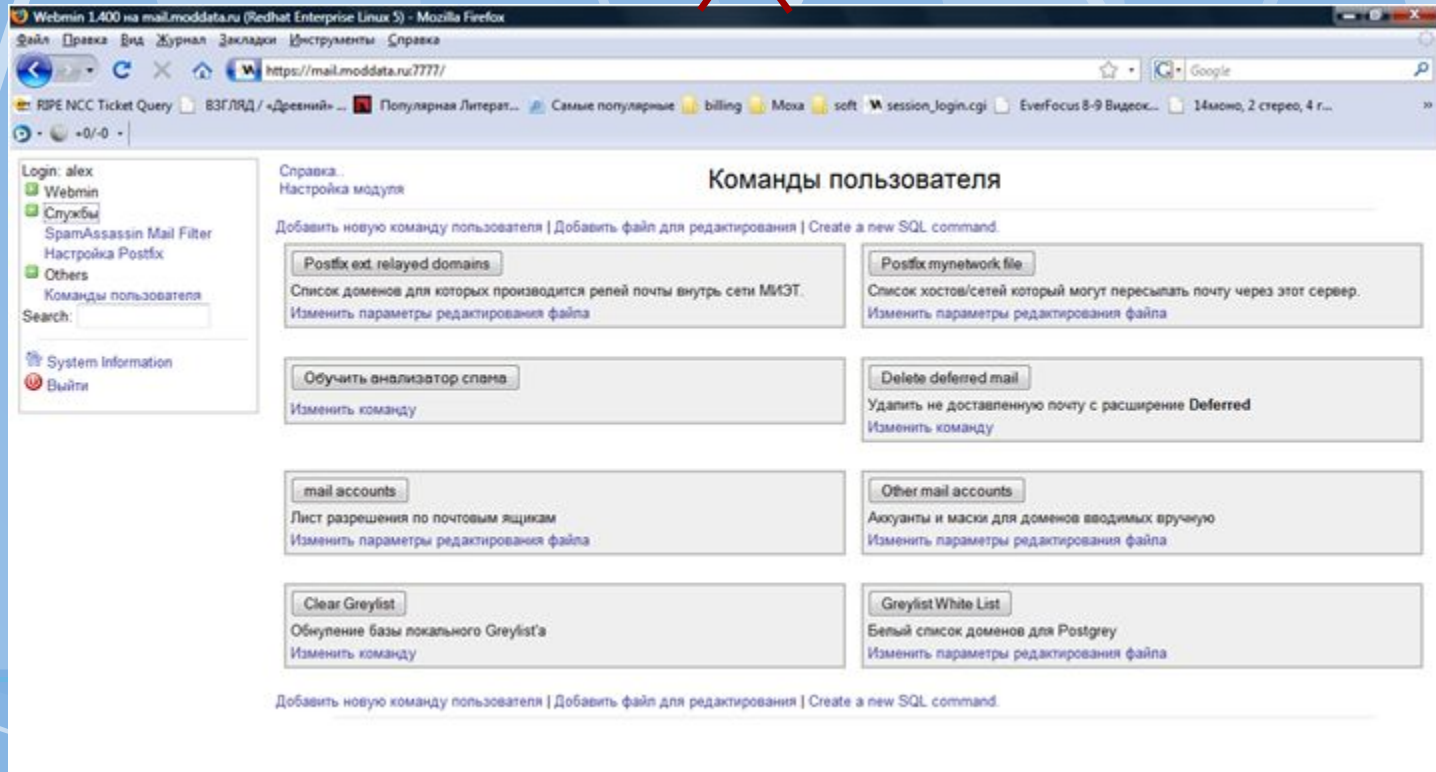 Webmin 1.400 на mail.moddata.ru (Redhat Enterprise Linux 5) - Mozilla Firefox
Файл Правка Вид Журнал Закладки Инструменты Справка
https://mail.moddata.ru:7777/
Google
RIPE NCC Ticket Query ВЗГЛЯД / «Древний» ... Популярная Литерат... Самые популярные billing Moxa soft session_login.cgi EverFocus 8-9 Видеок... 14моно, 2 стерео, 4 г... »
+0/-0
Login: alex
Webmin
Службы
SpamAssassin Mail Filter
Настройка Postfix
Others
Команды пользователя
Search:
System Information
Выйти
Справка..
Настройка модуля
Команды пользователя
Добавить новую команду пользователя | Добавить файл для редактирования | Create a new SQL command.
Postfix ext. relayed domains
Список доменов для которых производится релей почты внутрь сети МИЭТ.
Изменить параметры редактирования файла
Postfix mynetwork file
Список хостов/сетей который могут пересылать почту через этот сервер.
Изменить параметры редактирования файла
Обучить анализатор спама
Изменить команду
Delete deferred mail
Удалить не доставленную почту с расширение Deferred
Изменить команду
mail accounts
Лист разрешения по почтовым ящикам
Изменить параметры редактирования файла
Other mail accounts
Аккуанты и маски для доменов вводимых вручную
Изменить параметры редактирования файла
Clear Greylist
Обнуление базы локального Greylist'а
Изменить команду
Greylist White List
Белый список доменов для Postgrey
Изменить параметры редактирования файла
Добавить новую команду пользователя | Добавить файл для редактирования | Create a new SQL command.